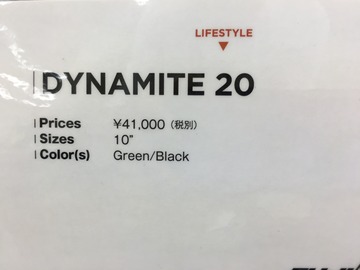 LIFESTYLE
DYNAMITE 20
Prices ¥41,000 (税別)
Sizes 10"
Color(s) Green/Black